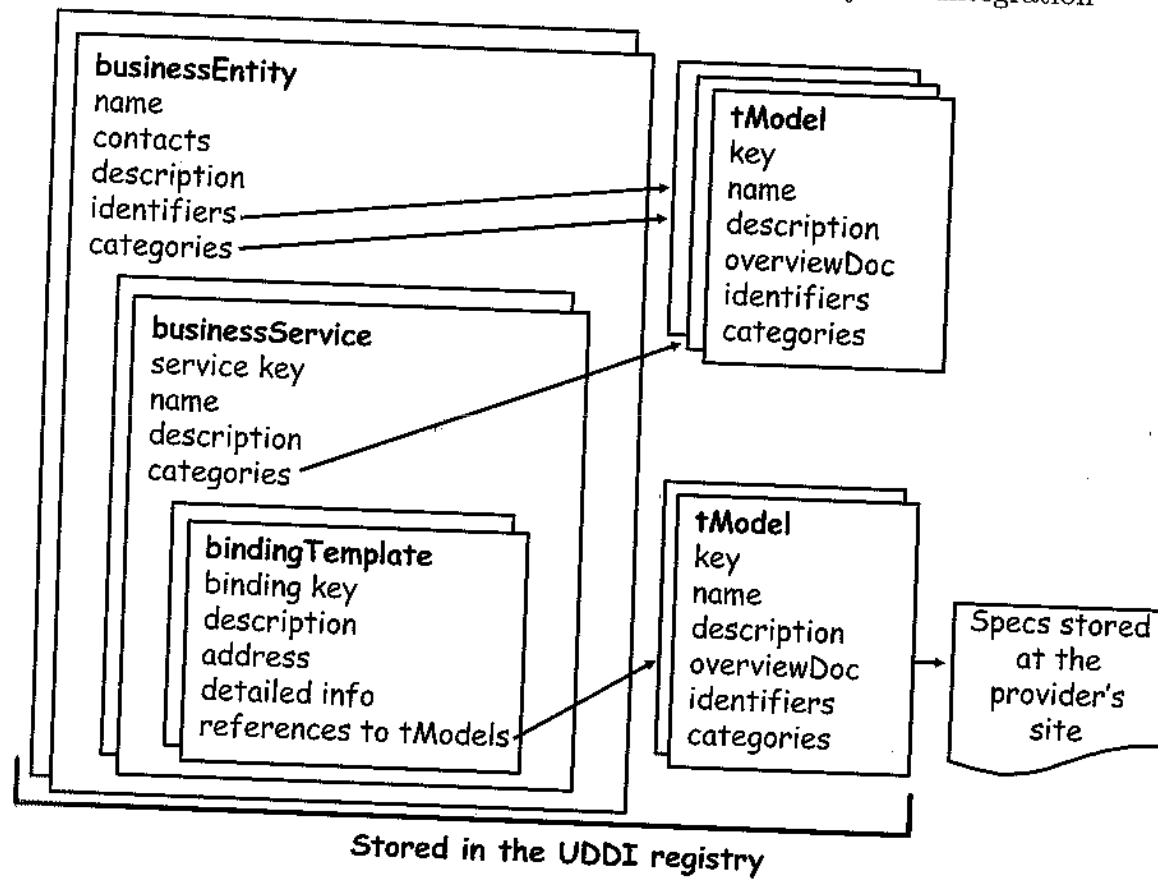 integration
businessEntity
name
contacts
description
identifiers
categories
businessService
service key
name
description
categories
bindingTemplate
binding key
description
address
detailed info
references to tModels
tModel
key
name
description
overviewDoc
identifiers
categories
tModel
key
name
description
overviewDoc
identifiers
categories
Specs stored
at the
provider's
site
Stored in the UDDI registry